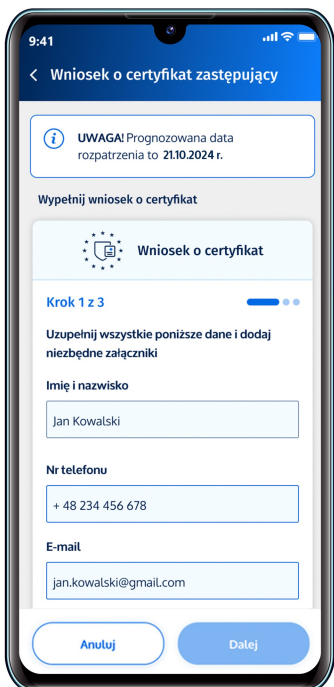 9:41
Wniosek o certyfikat zastępujący
UWAGA! Prognozowana data
rozpatrzenia to 21.10.2024 r.
Wypełnij wniosek o certyfikat
Wniosek o certyfikat
Krok 1 z 3
Uzupełnij wszystkie poniższe dane i dodaj
niezbędne załączniki
Imię i nazwisko
Jan Kowalski
Nr telefonu
+ 48 234 456 678
E-mail
jan.kowalski@gmail.com
Anuluj
Dalej